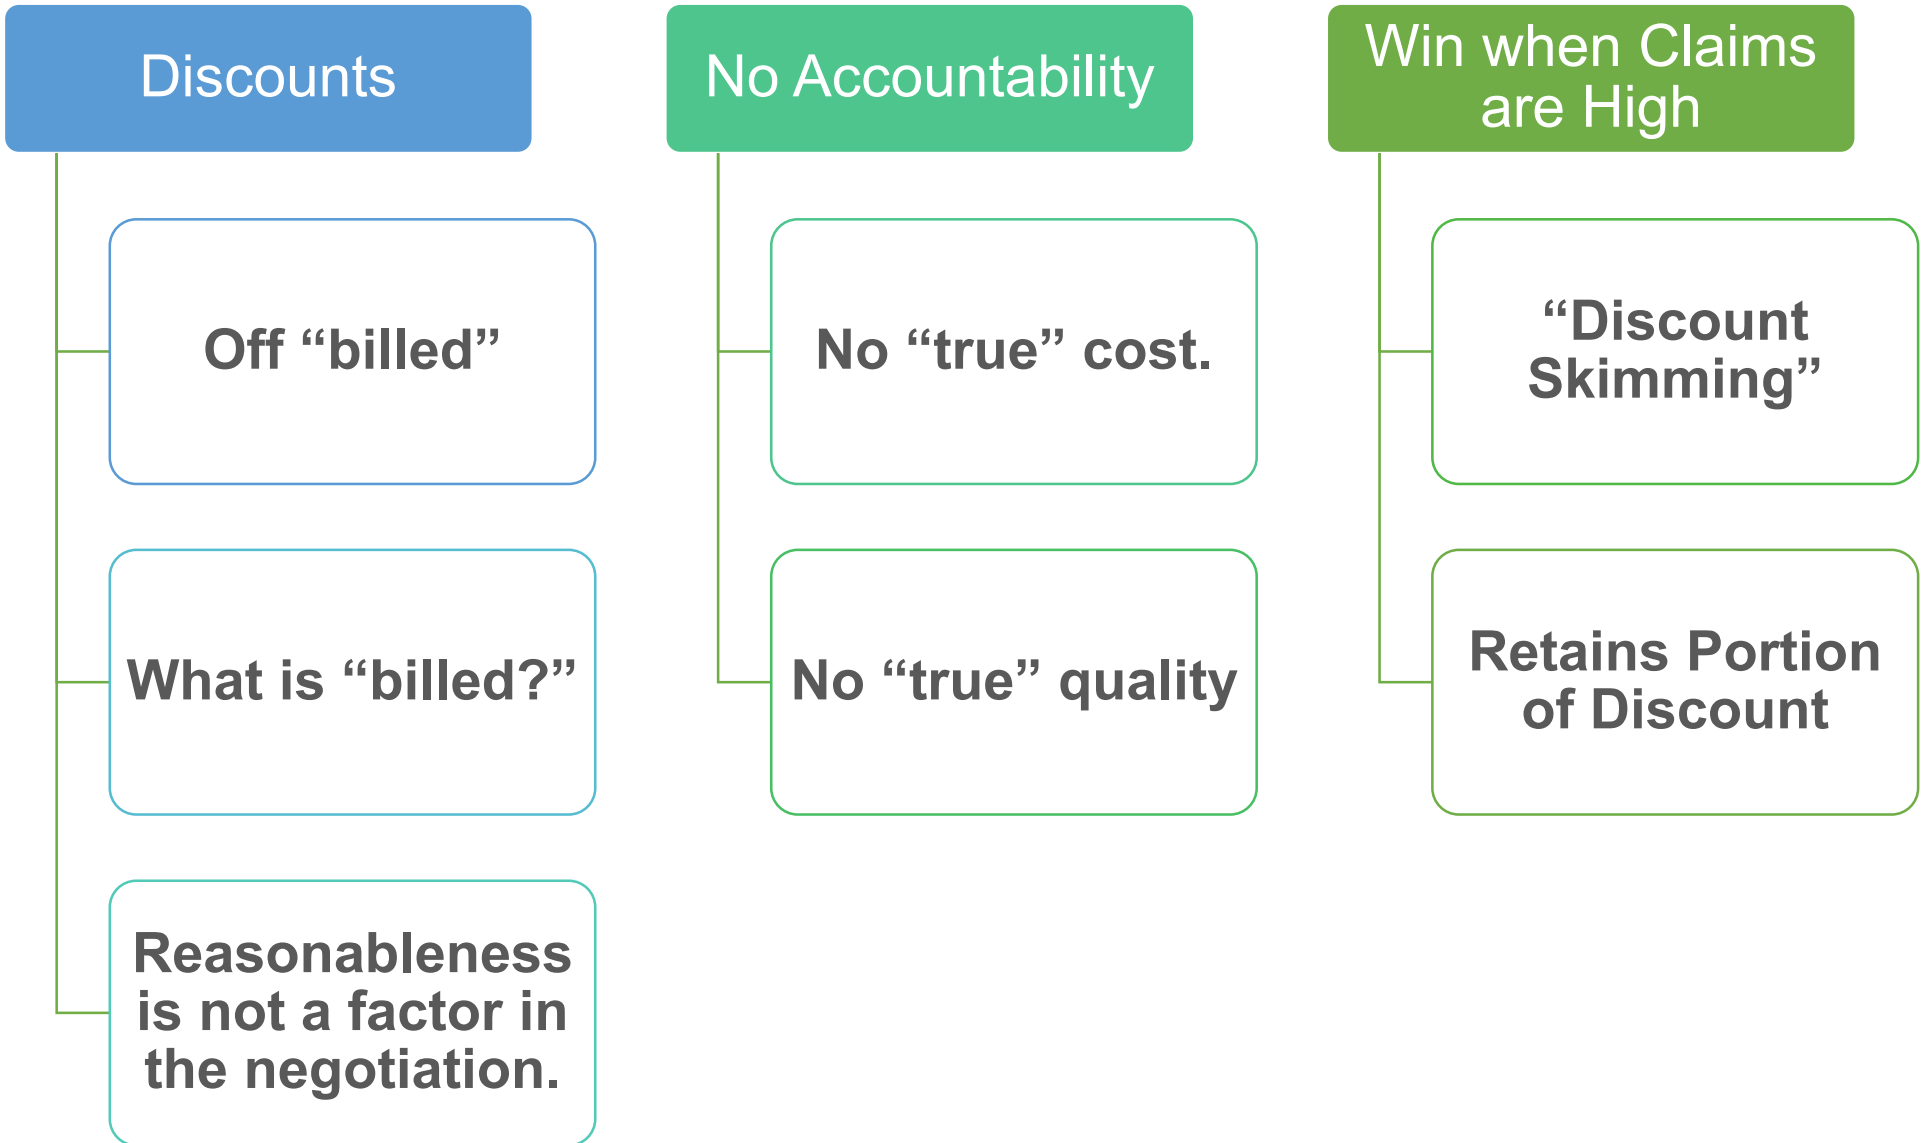 Discounts
Off “billed”
What is “billed?”
Reasonableness
is not a factor in
the negotiation.
No Accountability
No “true” cost.
No “true” quality
Win when Claims
are High
“Discount
Skimming”
Retains Portion
of Discount